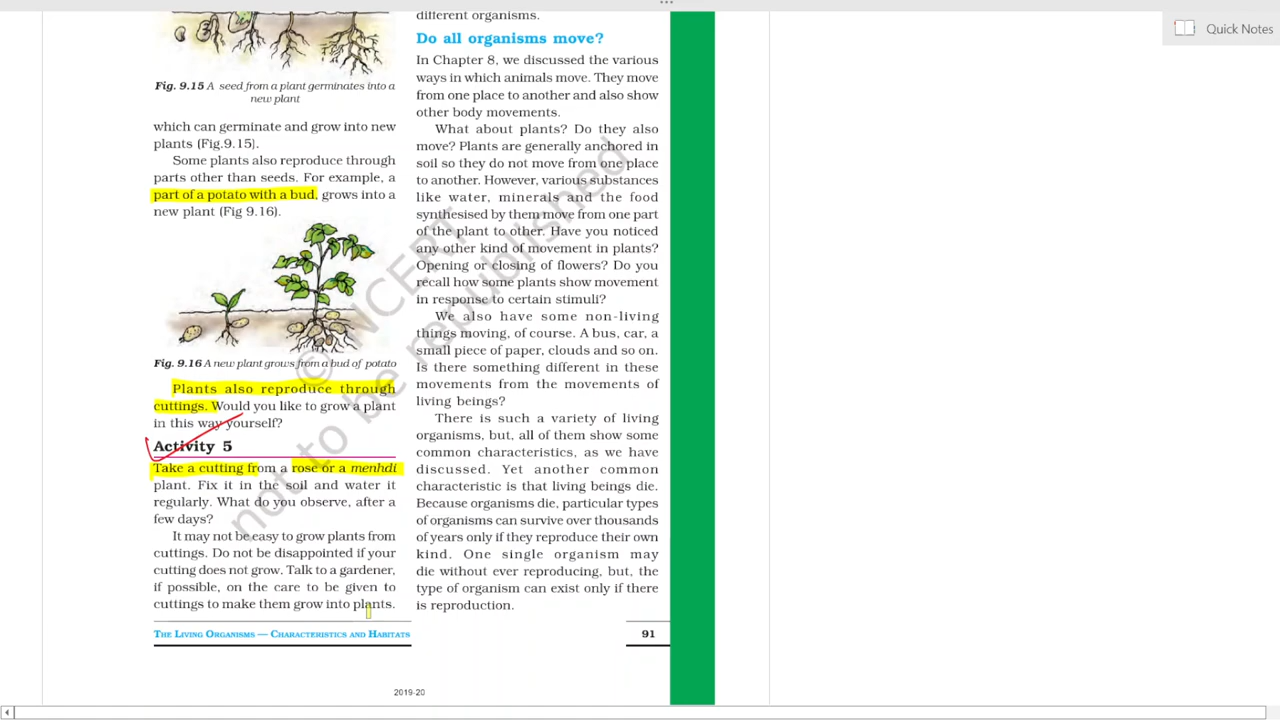 different organisms.
Quick Notes
Fig. 9.15 A seed from a plant germinates into a
new plant
which can germinate and grow into new
plants (Fig.9.15).
Some plants also reproduce through
parts other than seeds. For example, a
part of a potato with a bud, grows into a
new plant (Fig 9.16).
Fig. 9.16 A new plant grows from a bud of potato
Plants also reproduce through
cuttings. Would you like to grow a plant
in this way yourself?
Activity 5
Take a cutting from a rose or a menhdi
plant. Fix it in the soil and water it
regularly. What do you observe, after a
few days?
It may not be easy to grow plants from
cuttings. Do not be disappointed if your
cutting does not grow. Talk to a gardener,
if possible, on the care to be given to
cuttings to make them grow into plants.
Do all organisms move?
In Chapter 8, we discussed the various
ways in which animals move. They move
from one place to another and also show
other body movements.
What about plants? Do they also
move? Plants are generally anchored in
soil so they do not move from one place
to another. However, various substances
like water, minerals and the food
synthesised by them move from one part
of the plant to other. Have you noticed
any other kind of movement in plants?
Opening or closing of flowers? Do you
recall how some plants show movement
in response to certain stimuli?
We also have some non-living
things moving, of course. A bus, car, a
small piece of paper, clouds and so on.
Is there something different in these
movements from the movements of
living beings?
There is such a variety of living
organisms, but, all of them show some
common characteristics, as we have
discussed. Yet another common
characteristic is that living beings die.
Because organisms die, particular types
of organisms can survive over thousands
of years only if they reproduce their own
kind. One single organism may
die without ever reproducing, but, the
type of organism can exist only if there
is reproduction.
© NCERT
not to be republished
The Living Organisms — Characteristics and Habitats
91
2019-20